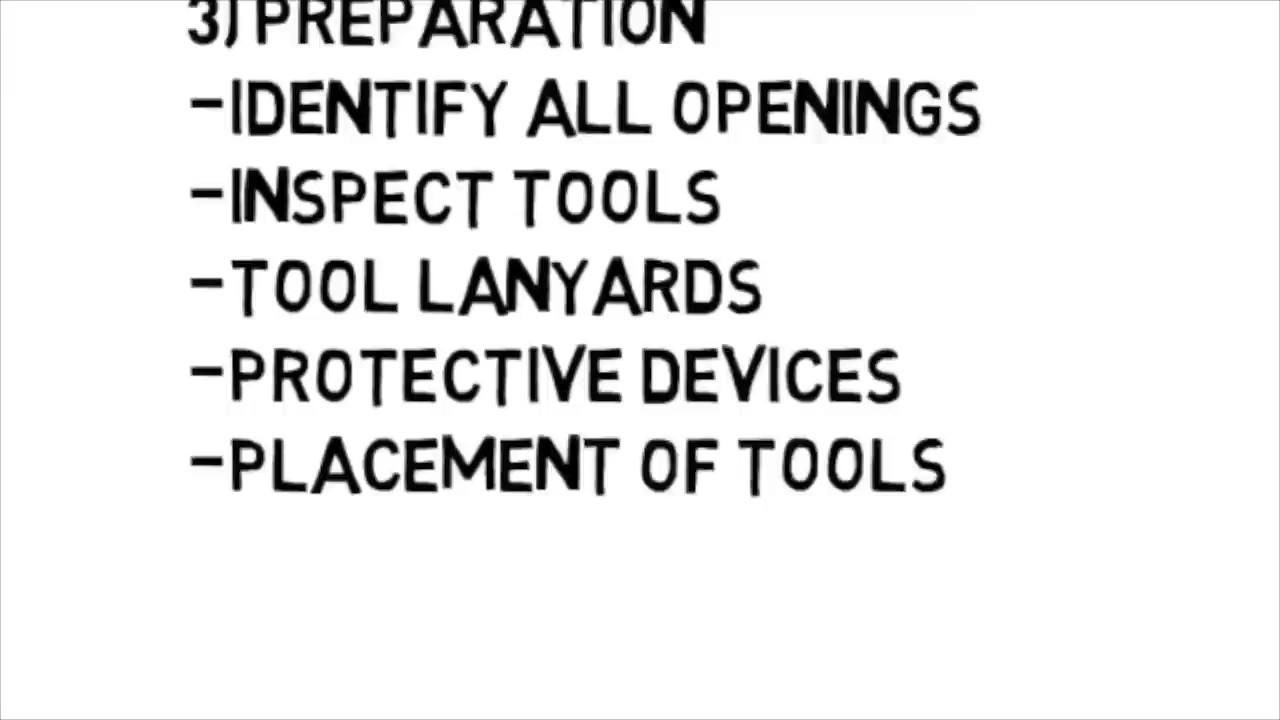 3) PREPARATION
-IDENTIFY ALL OPENINGS
-INSPECT TOOLS
-TOOL LANYARDS
-PROTECTIVE DEVICES
-PLACEMENT OF TOOLS